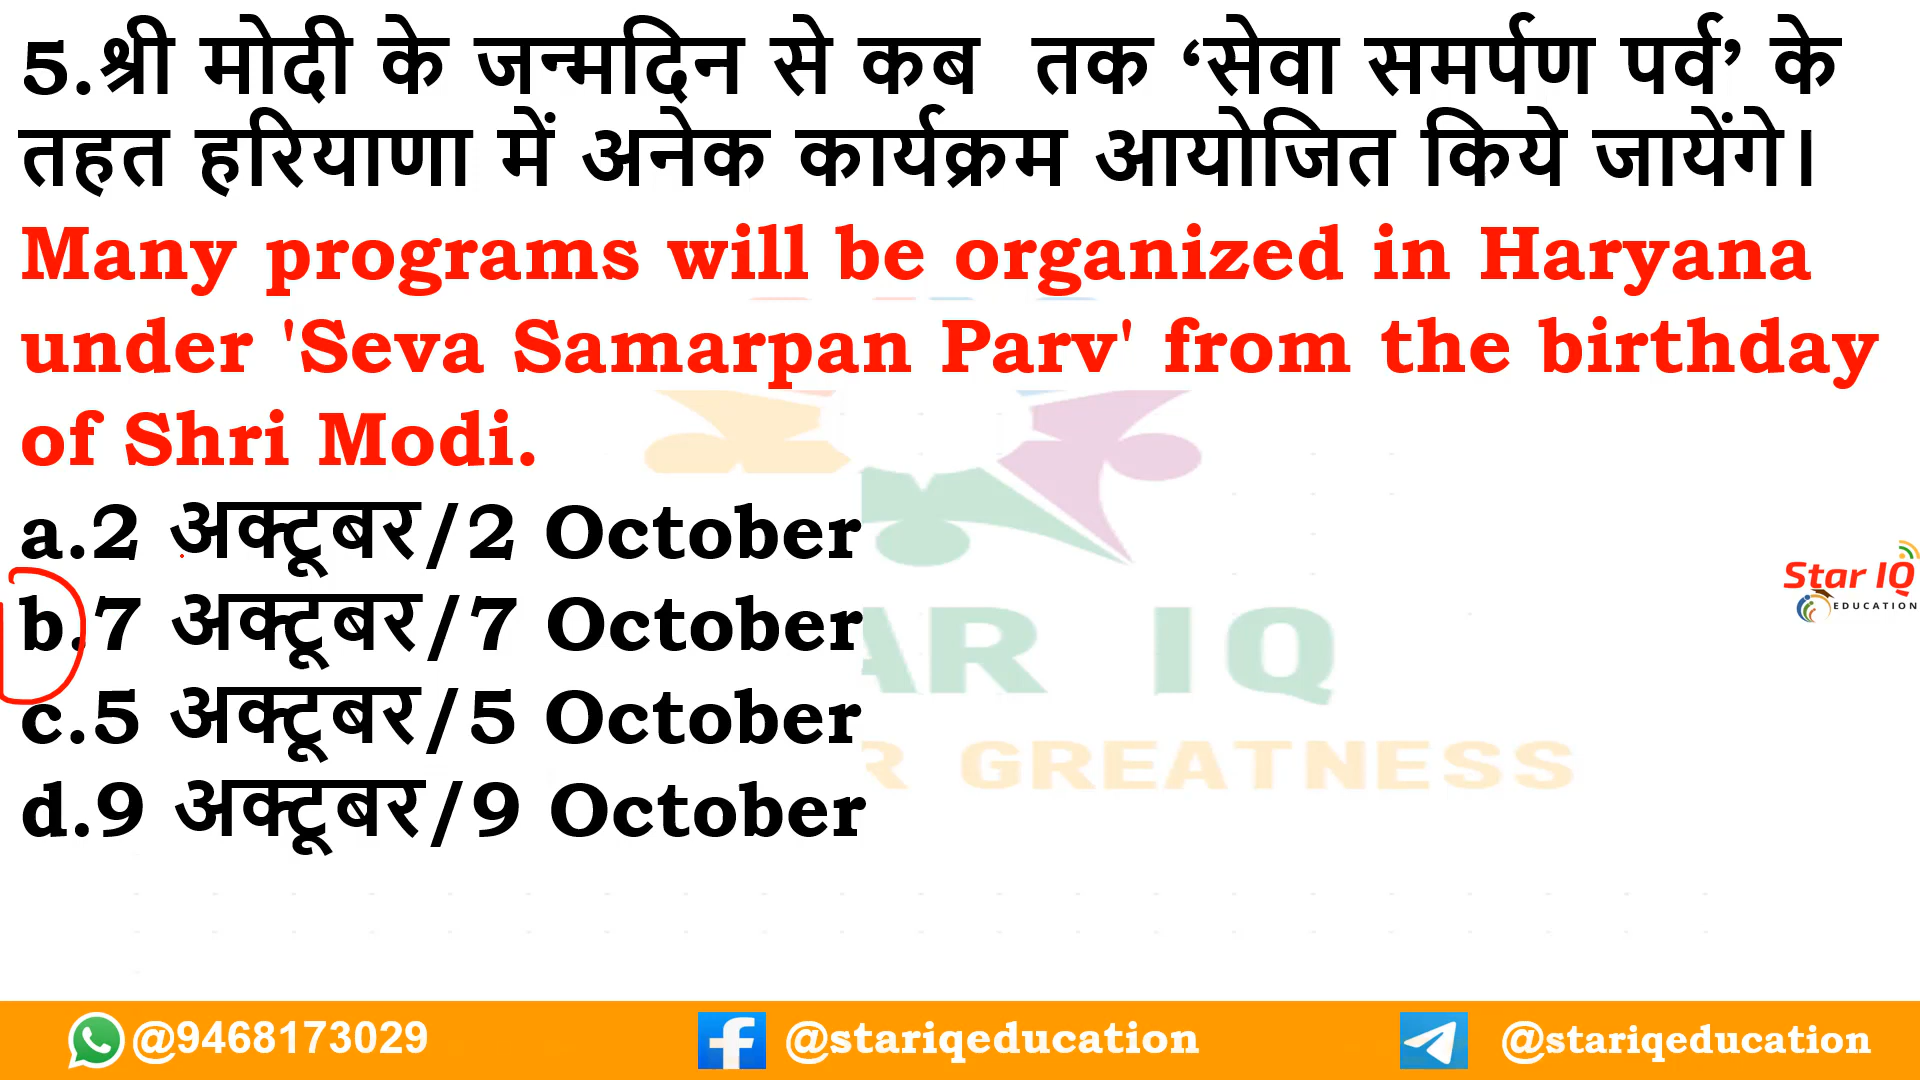 5.श्री मोदी के जन्मदिन से कब तक ‘सेवा समर्पण पर्व’ के
तहत हरियाणा में अनेक कार्यक्रम आयोजित किये जायेंगे।
Many programs will be organized in Haryana
under 'Seva Samarpan Parv' from the birthday
of Shri Modi.
a.2 अक्टूबर/2 October
b.7 अक्टूबर/7 October
c.5 अक्टूबर/5 October
d.9 अक्टूबर/9 October
AR IQ
R GREATNESS
Star IQ
EDUCATION
@9468173029
@stariqeducation
@stariqeducation